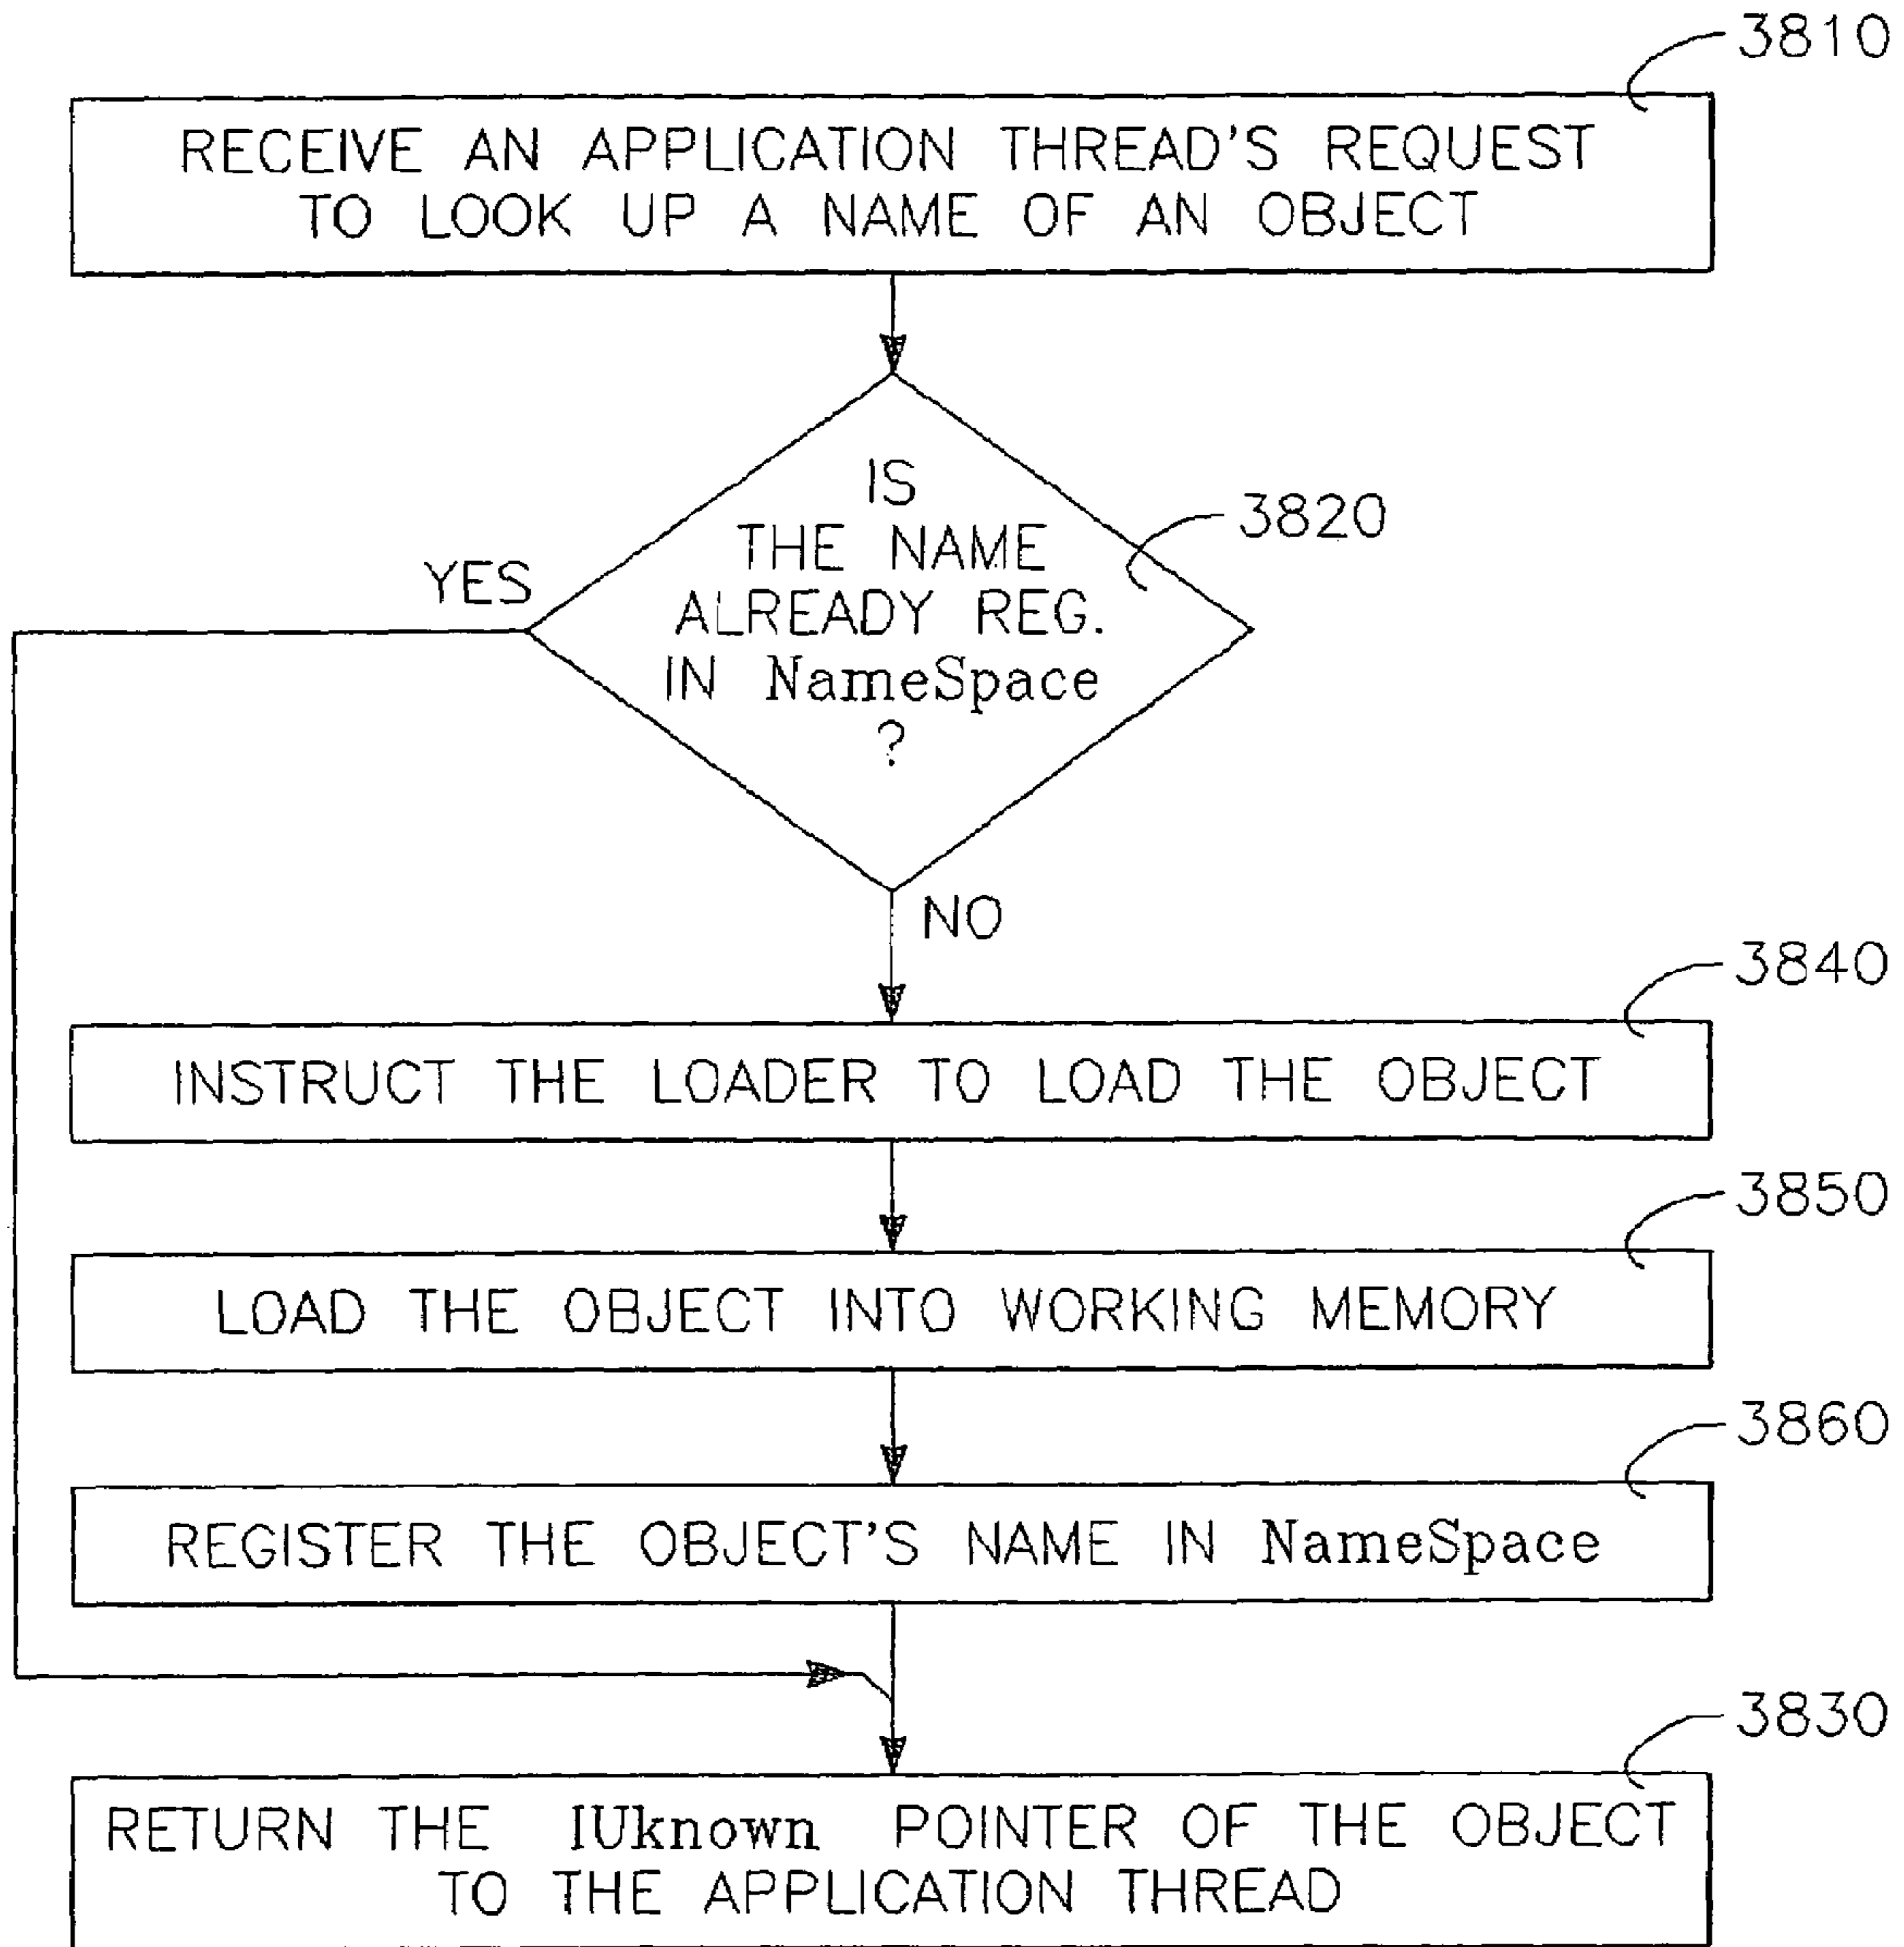 3810
RECEIVE AN APPLICATION THREAD'S REQUEST
TO LOOK UP A NAME OF AN OBJECT
IS
THE NAME
ALREADY REG.
IN NameSpace
?
3820
YES
NO
3840
INSTRUCT THE LOADER TO LOAD THE OBJECT
3850
LOAD THE OBJECT INTO WORKING MEMORY
3860
REGISTER THE OBJECT'S NAME IN NameSpace
3830
RETURN THE IUknown POINTER OF THE OBJECT
TO THE APPLICATION THREAD